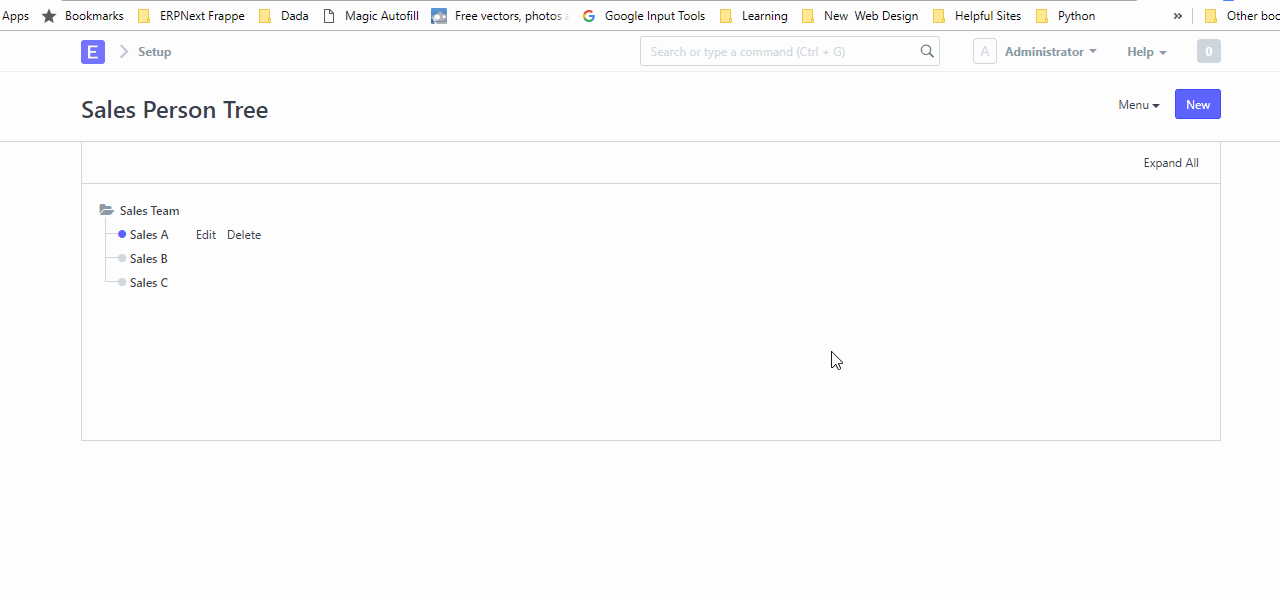 Apps Bookmarks ERPNext Frappe Dada Magic Autofill Free vectors, photos Google Input Tools Learning New Web Design Helpful Sites Python » Other boo
E Setup Search or type a command (Ctrl + G) A Administrator Help 0
Sales Person Tree Menu New
Expand All
Sales Team
Sales A Edit Delete
Sales B
Sales C